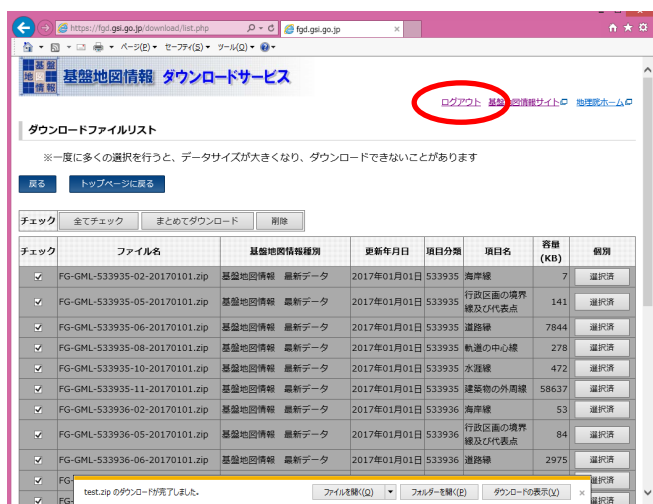 https://fgd.gsi.go.jp/download/list.php
fgd.gsi.go.jp
ページ(P) セーフティ(S) ツール(O)
基盤地図情報
基盤地図情報 ダウンロードサービス
ログアウト 基盤地図情報サイト 地理院ホーム
ダウンロードファイルリスト
※一度に多くの選択を行うと、データサイズが大きくなり、ダウンロードできないことがあります
戻る トップページに戻る
チェック 全てチェック まとめてダウンロード 削除
チェック ファイル名 基盤地図情報種別 更新年月日 項目分類 項目名 容量(KB) 個別
FG-GML-533935-02-20170101.zip 基盤地図情報 最新データ 2017年01月01日 533935 海岸線 7 選択済
FG-GML-533935-05-20170101.zip 基盤地図情報 最新データ 2017年01月01日 533935 行政区画の境界線及び代表点 141 選択済
FG-GML-533935-06-20170101.zip 基盤地図情報 最新データ 2017年01月01日 533935 道路縁 7844 選択済
FG-GML-533935-08-20170101.zip 基盤地図情報 最新データ 2017年01月01日 533935 軌道の中心線 278 選択済
FG-GML-533935-10-20170101.zip 基盤地図情報 最新データ 2017年01月01日 533935 水涯線 472 選択済
FG-GML-533935-11-20170101.zip 基盤地図情報 最新データ 2017年01月01日 533935 建築物の外周線 58637 選択済
FG-GML-533936-02-20170101.zip 基盤地図情報 最新データ 2017年01月01日 533936 海岸線 53 選択済
FG-GML-533936-05-20170101.zip 基盤地図情報 最新データ 2017年01月01日 533936 行政区画の境界線及び代表点 84 選択済
FG-GML-533936-06-20170101.zip 基盤地図情報 最新データ 2017年01月01日 533936 道路縁 2975 選択済
FG- 選択済
test.zip のダウンロードが完了しました。 ファイルを開く(O) フォルダーを開く(P) ダウンロードの表示(V)
FG- 選択済